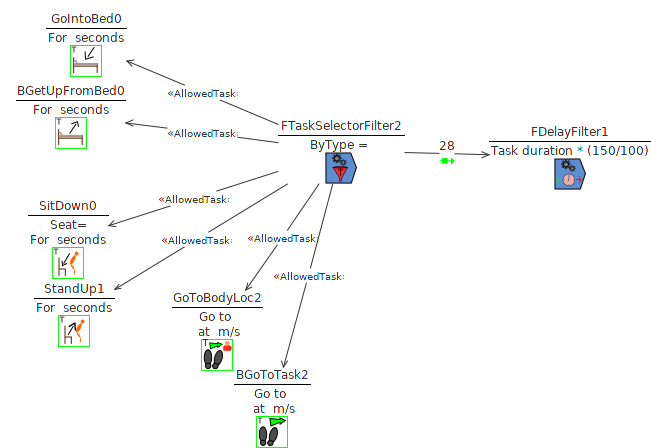 GoIntoBed0
For seconds
T
«AllowedTask:
BGetUpFromBed0
For seconds
T
«AllowedTask:
FTaskSelectorFilter2
ByType =
28
FDelayFilter1
Task duration * (150/100)
SitDown0
Seat=
For seconds
T
«AllowedTask:
«AllowedTask:
StandUp1
For seconds
T
«AllowedTask:
GoToBodyLoc2
Go to
at m/s
T
«AllowedTask:
BGoToTask2
Go to
at m/s
T